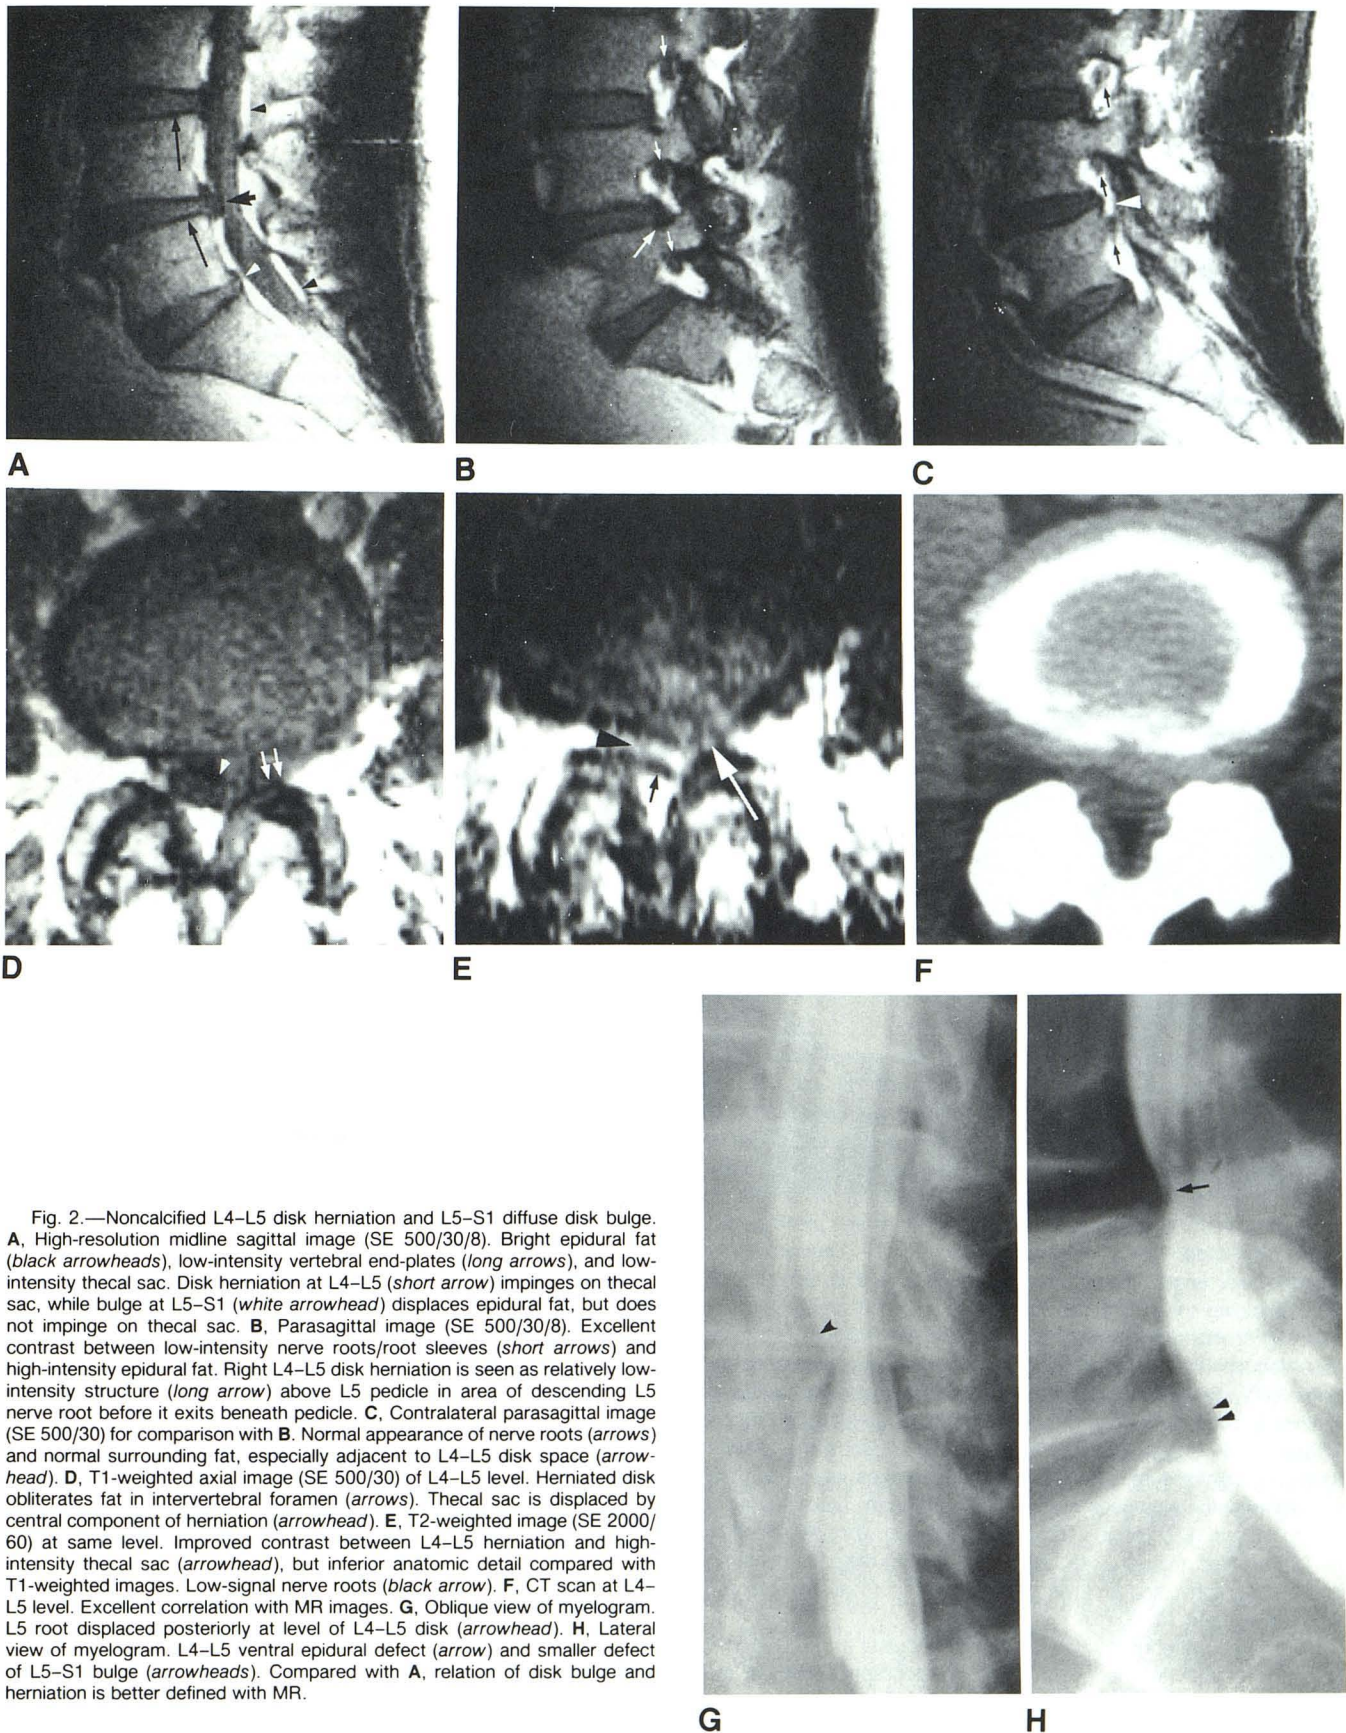 A
B
C
D
E
F
Fig. 2.—Noncalcified L4–L5 disk herniation and L5–S1 diffuse disk bulge.
A, High-resolution midline sagittal image (SE 500/30/8). Bright epidural fat
(black arrowheads), low-intensity vertebral end-plates (long arrows), and low-
intensity thecal sac. Disk herniation at L4–L5 (short arrow) impinges on thecal
sac, while bulge at L5–S1 (white arrowhead) displaces epidural fat, but does
not impinge on thecal sac. B, Parasagittal image (SE 500/30/8). Excellent
contrast between low-intensity nerve roots/root sleeves (short arrows) and
high-intensity epidural fat. Right L4–L5 disk herniation is seen as relatively low-
intensity structure (long arrow) above L5 pedicle in area of descending L5
nerve root before it exits beneath pedicle. C, Contralateral parasagittal image
(SE 500/30) for comparison with B. Normal appearance of nerve roots (arrows)
and normal surrounding fat, especially adjacent to L4–L5 disk space (arrow-
head). D, T1-weighted axial image (SE 500/30) of L4–L5 level. Herniated disk
obliterates fat in intervertebral foramen (arrows). Thecal sac is displaced by
central component of herniation (arrowhead). E, T2-weighted image (SE 2000/
60) at same level. Improved contrast between L4–L5 herniation and high-
intensity thecal sac (arrowhead), but inferior anatomic detail compared with
T1-weighted images. Low-signal nerve roots (black arrow). F, CT scan at L4–
L5 level. Excellent correlation with MR images. G, Oblique view of myelogram.
L5 root displaced posteriorly at level of L4–L5 disk (arrowhead). H, Lateral
view of myelogram. L4–L5 ventral epidural defect (arrow) and smaller defect
of L5–S1 bulge (arrowheads). Compared with A, relation of disk bulge and
herniation is better defined with MR.
G
H